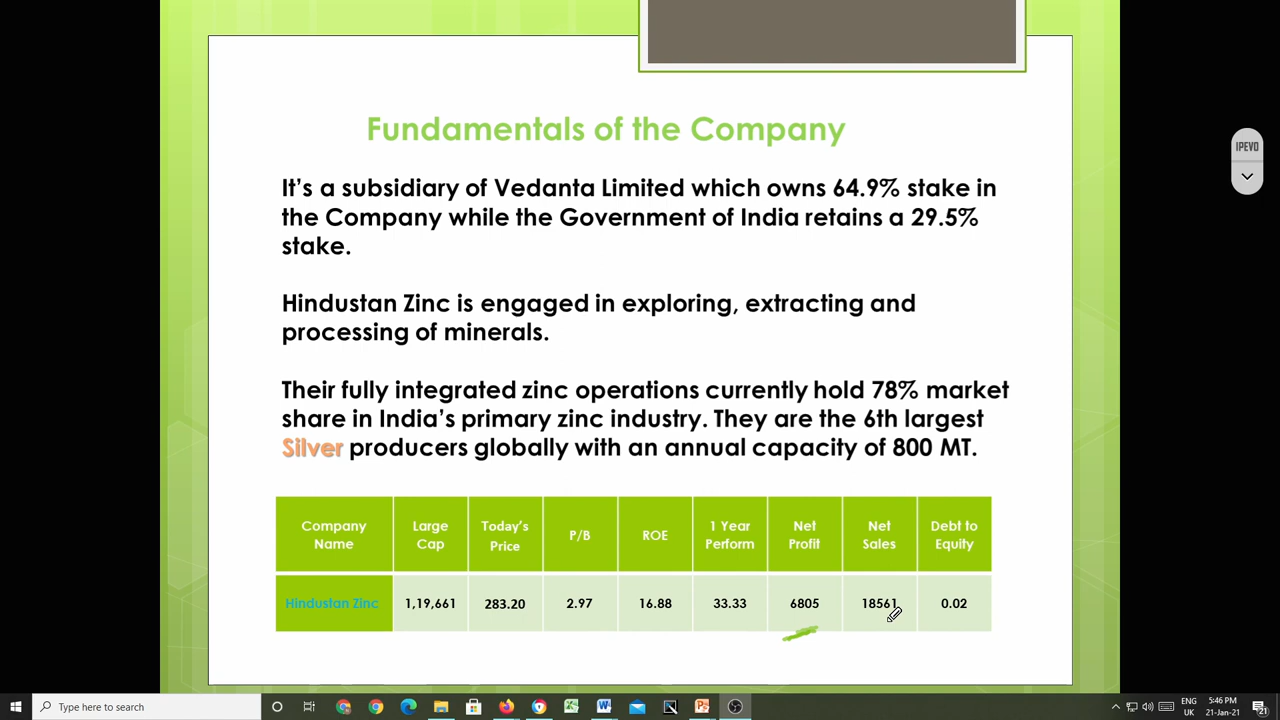 IPEVO
Fundamentals of the Company
It's a subsidiary of Vedanta Limited which owns 64.9% stake in
the Company while the Government of India retains a 29.5%
stake.
Hindustan Zinc is engaged in exploring, extracting and
processing of minerals.
Their fully integrated zinc operations currently hold 78% market
share in India's primary zinc industry. They are the 6th largest
Silver producers globally with an annual capacity of 800 MT.
Company Name Large Cap Today's Price P/B ROE 1 Year Perform Net Profit Net Sales Debt to Equity
Hindustan Zinc 1,19,661 283.20 2.97 16.88 33.33 6805 18561 0.02
Type here to search
ENG
UK
5:46 PM
21-Jan-21
21